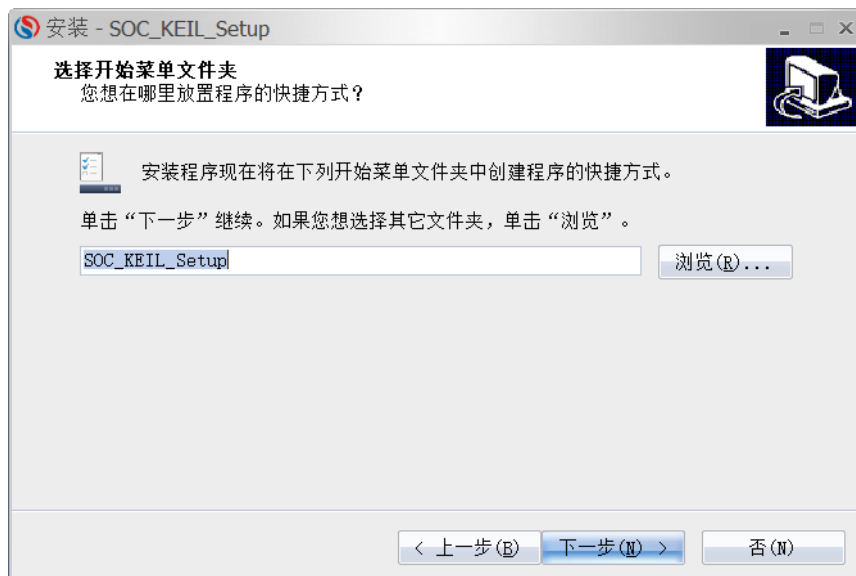 安装 - SOC_KEIL_Setup
选择开始菜单文件夹
您想在哪里放置程序的快捷方式？
安装程序现在将在下列开始菜单文件夹中创建程序的快捷方式。
单击“下一步”继续。如果您想选择其它文件夹，单击“浏览”。
SOC_KEIL_Setup 浏览(R)...
< 上一步(B) 下一步(N) > 否(N)